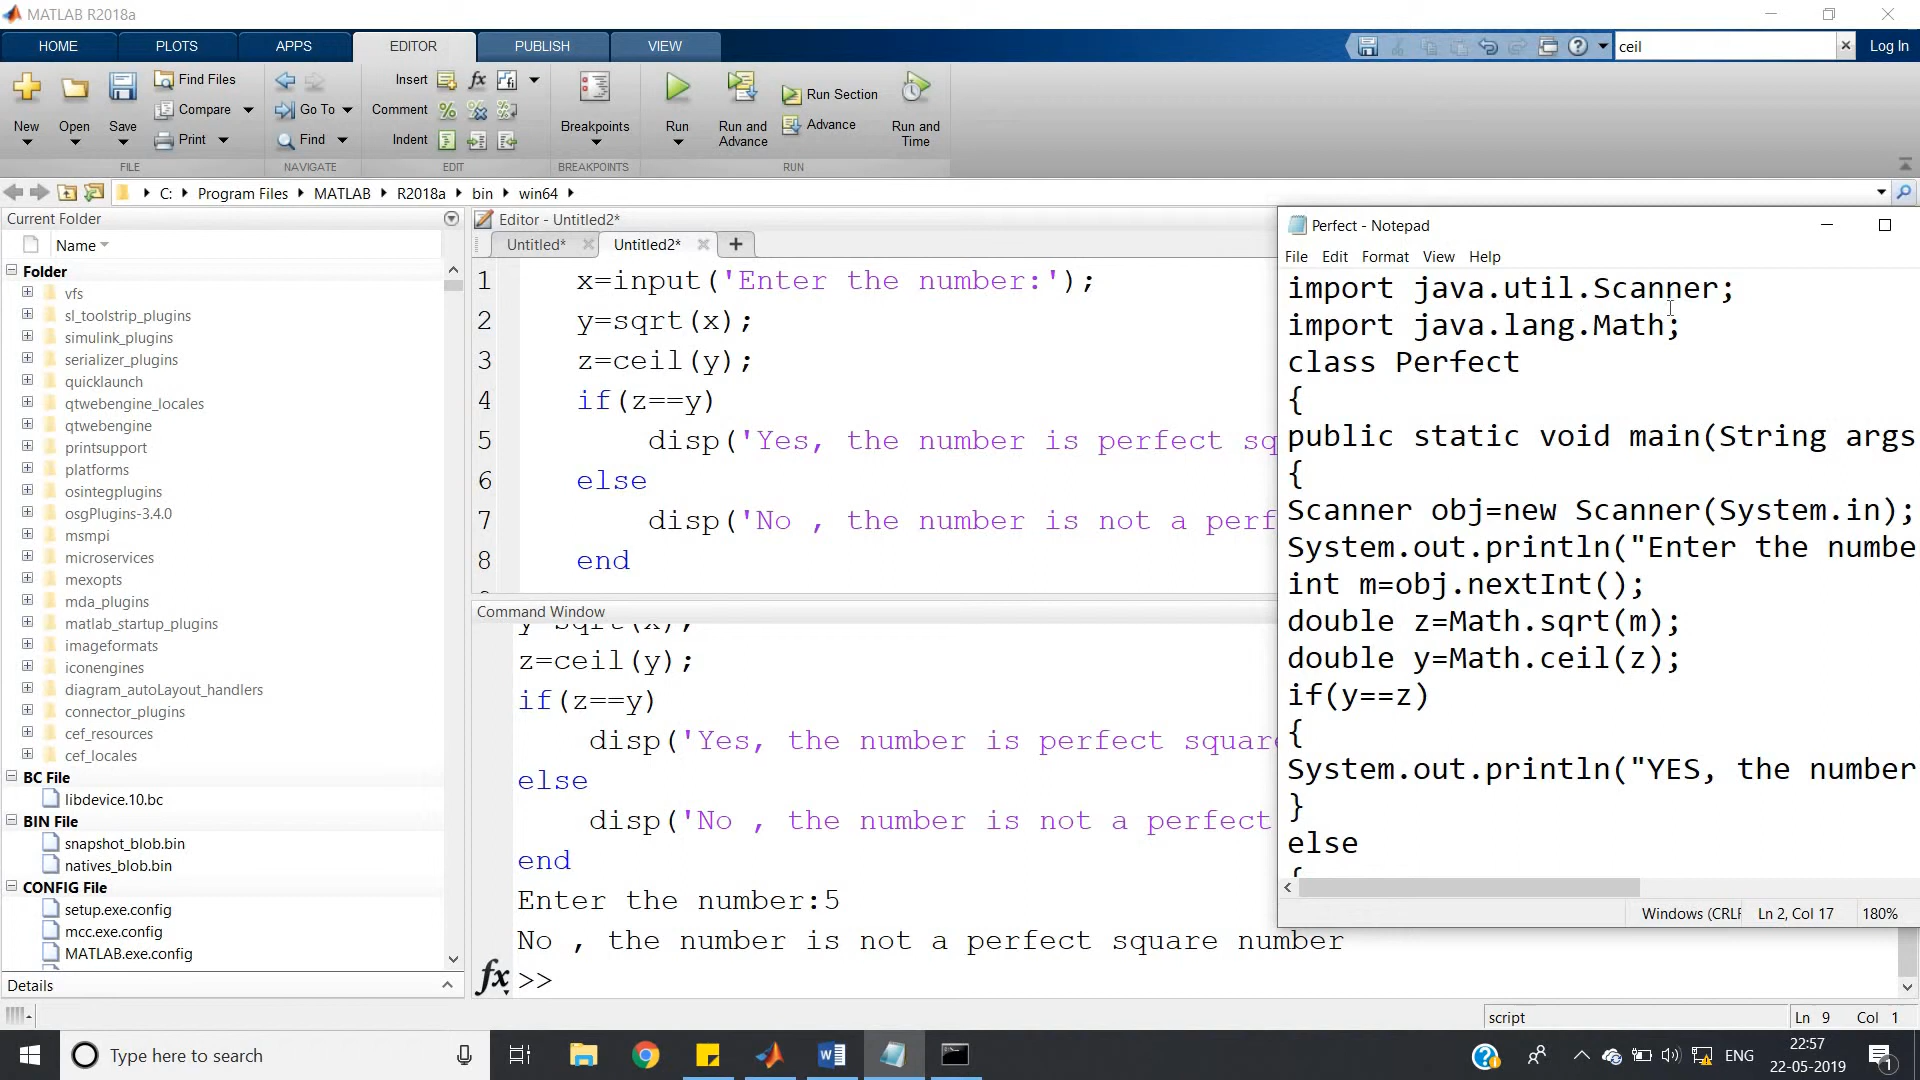 MATLAB R2018a
HOME PLOTS APPS EDITOR PUBLISH VIEW
ceil
Log In
New
Open
Save
Find Files
Compare
Print
FILE
Go To
Find
NAVIGATE
Insert
Comment
Indent
EDIT
Breakpoints
BREAKPOINTS
Run
Run and Advance
Run Section
Advance
Run and Time
RUN
C: Program Files MATLAB R2018a bin win64
Current Folder
Name
Folder
vfs
sl_toolstrip_plugins
simulink_plugins
serializer_plugins
quicklaunch
qtwebengine_locales
qtwebengine
printsupport
platforms
osintegplugins
osgPlugins-3.4.0
msmpi
microservices
mexopts
mda_plugins
matlab_startup_plugins
imageformats
iconengines
diagram_autoLayout_handlers
connector_plugins
cef_resources
cef_locales
BC File
libdevice.10.bc
BIN File
snapshot_blob.bin
natives_blob.bin
CONFIG File
setup.exe.config
mcc.exe.config
MATLAB.exe.config
Details
Editor - Untitled2*
Untitled* Untitled2*
1 x=input('Enter the number:');
2 y=sqrt(x);
3 z=ceil(y);
4 if(z==y)
5 disp('Yes, the number is perfect sq
6 else
7 disp('No , the number is not a perf
8 end
Command Window
y=sqrt(x);
z=ceil(y);
if(z==y)
disp('Yes, the number is perfect square
else
disp('No , the number is not a perfect
end
Enter the number:5
No , the number is not a perfect square number
fx >>
Perfect - Notepad
File Edit Format View Help
import java.util.Scanner;
import java.lang.Math;
class Perfect
{
public static void main(String args
{
Scanner obj=new Scanner(System.in);
System.out.println("Enter the numbe
int m=obj.nextInt();
double z=Math.sqrt(m);
double y=Math.ceil(z);
if(y==z)
{
System.out.println("YES, the number
}
else
{
Windows (CRLF Ln 2, Col 17 180%
script Ln 9 Col 1
Type here to search
ENG
22:57
22-05-2019
1